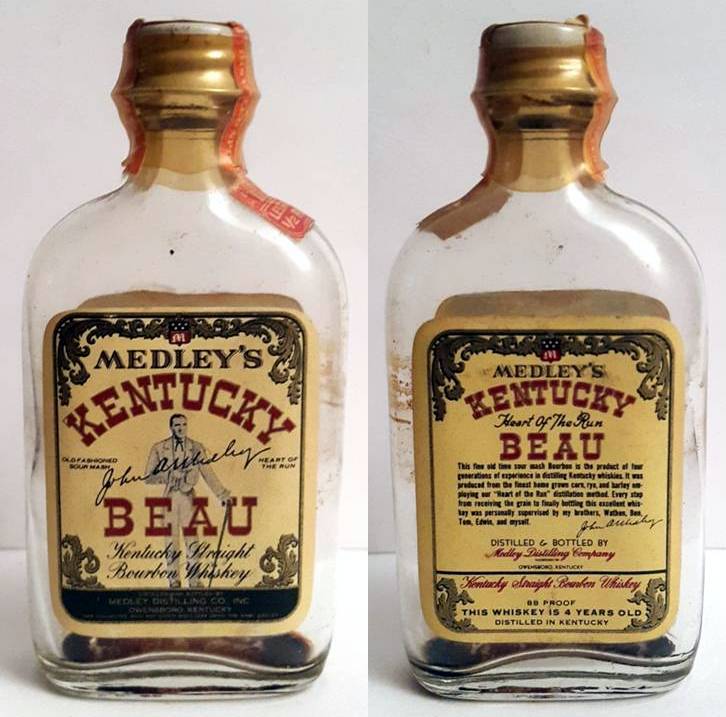 M
MEDLEY'S
KENTUCKY
OLD FASHIONED
SOUR MASH
HEART OF
THE RUN
John A Medley
BEAU
Kentucky Straight
Bourbon Whiskey
MEDLEY DISTILLING CO. INC.
OWENSBORO, KENTUCKY
M
MEDLEY'S
KENTUCKY
Heart Of The Run
BEAU
This fine old time sour mash Bourbon is the product of four
generations of experience in distilling Kentucky whiskies. It was
produced from the finest home grown corn, rye, and barley em-
ploying our "Heart of the Run" distillation method. Every step
from receiving the grain to finally bottling this excellent whis-
key was personally supervised by my brothers, Wathen, Ben,
Tom, Edwin, and myself.
John A Medley
DISTILLED & BOTTLED BY
Medley Distilling Company
OWENSBORO, KENTUCKY
Kentucky Straight Bourbon Whiskey
88 PROOF
THIS WHISKEY IS 4 YEARS OLD
DISTILLED IN KENTUCKY